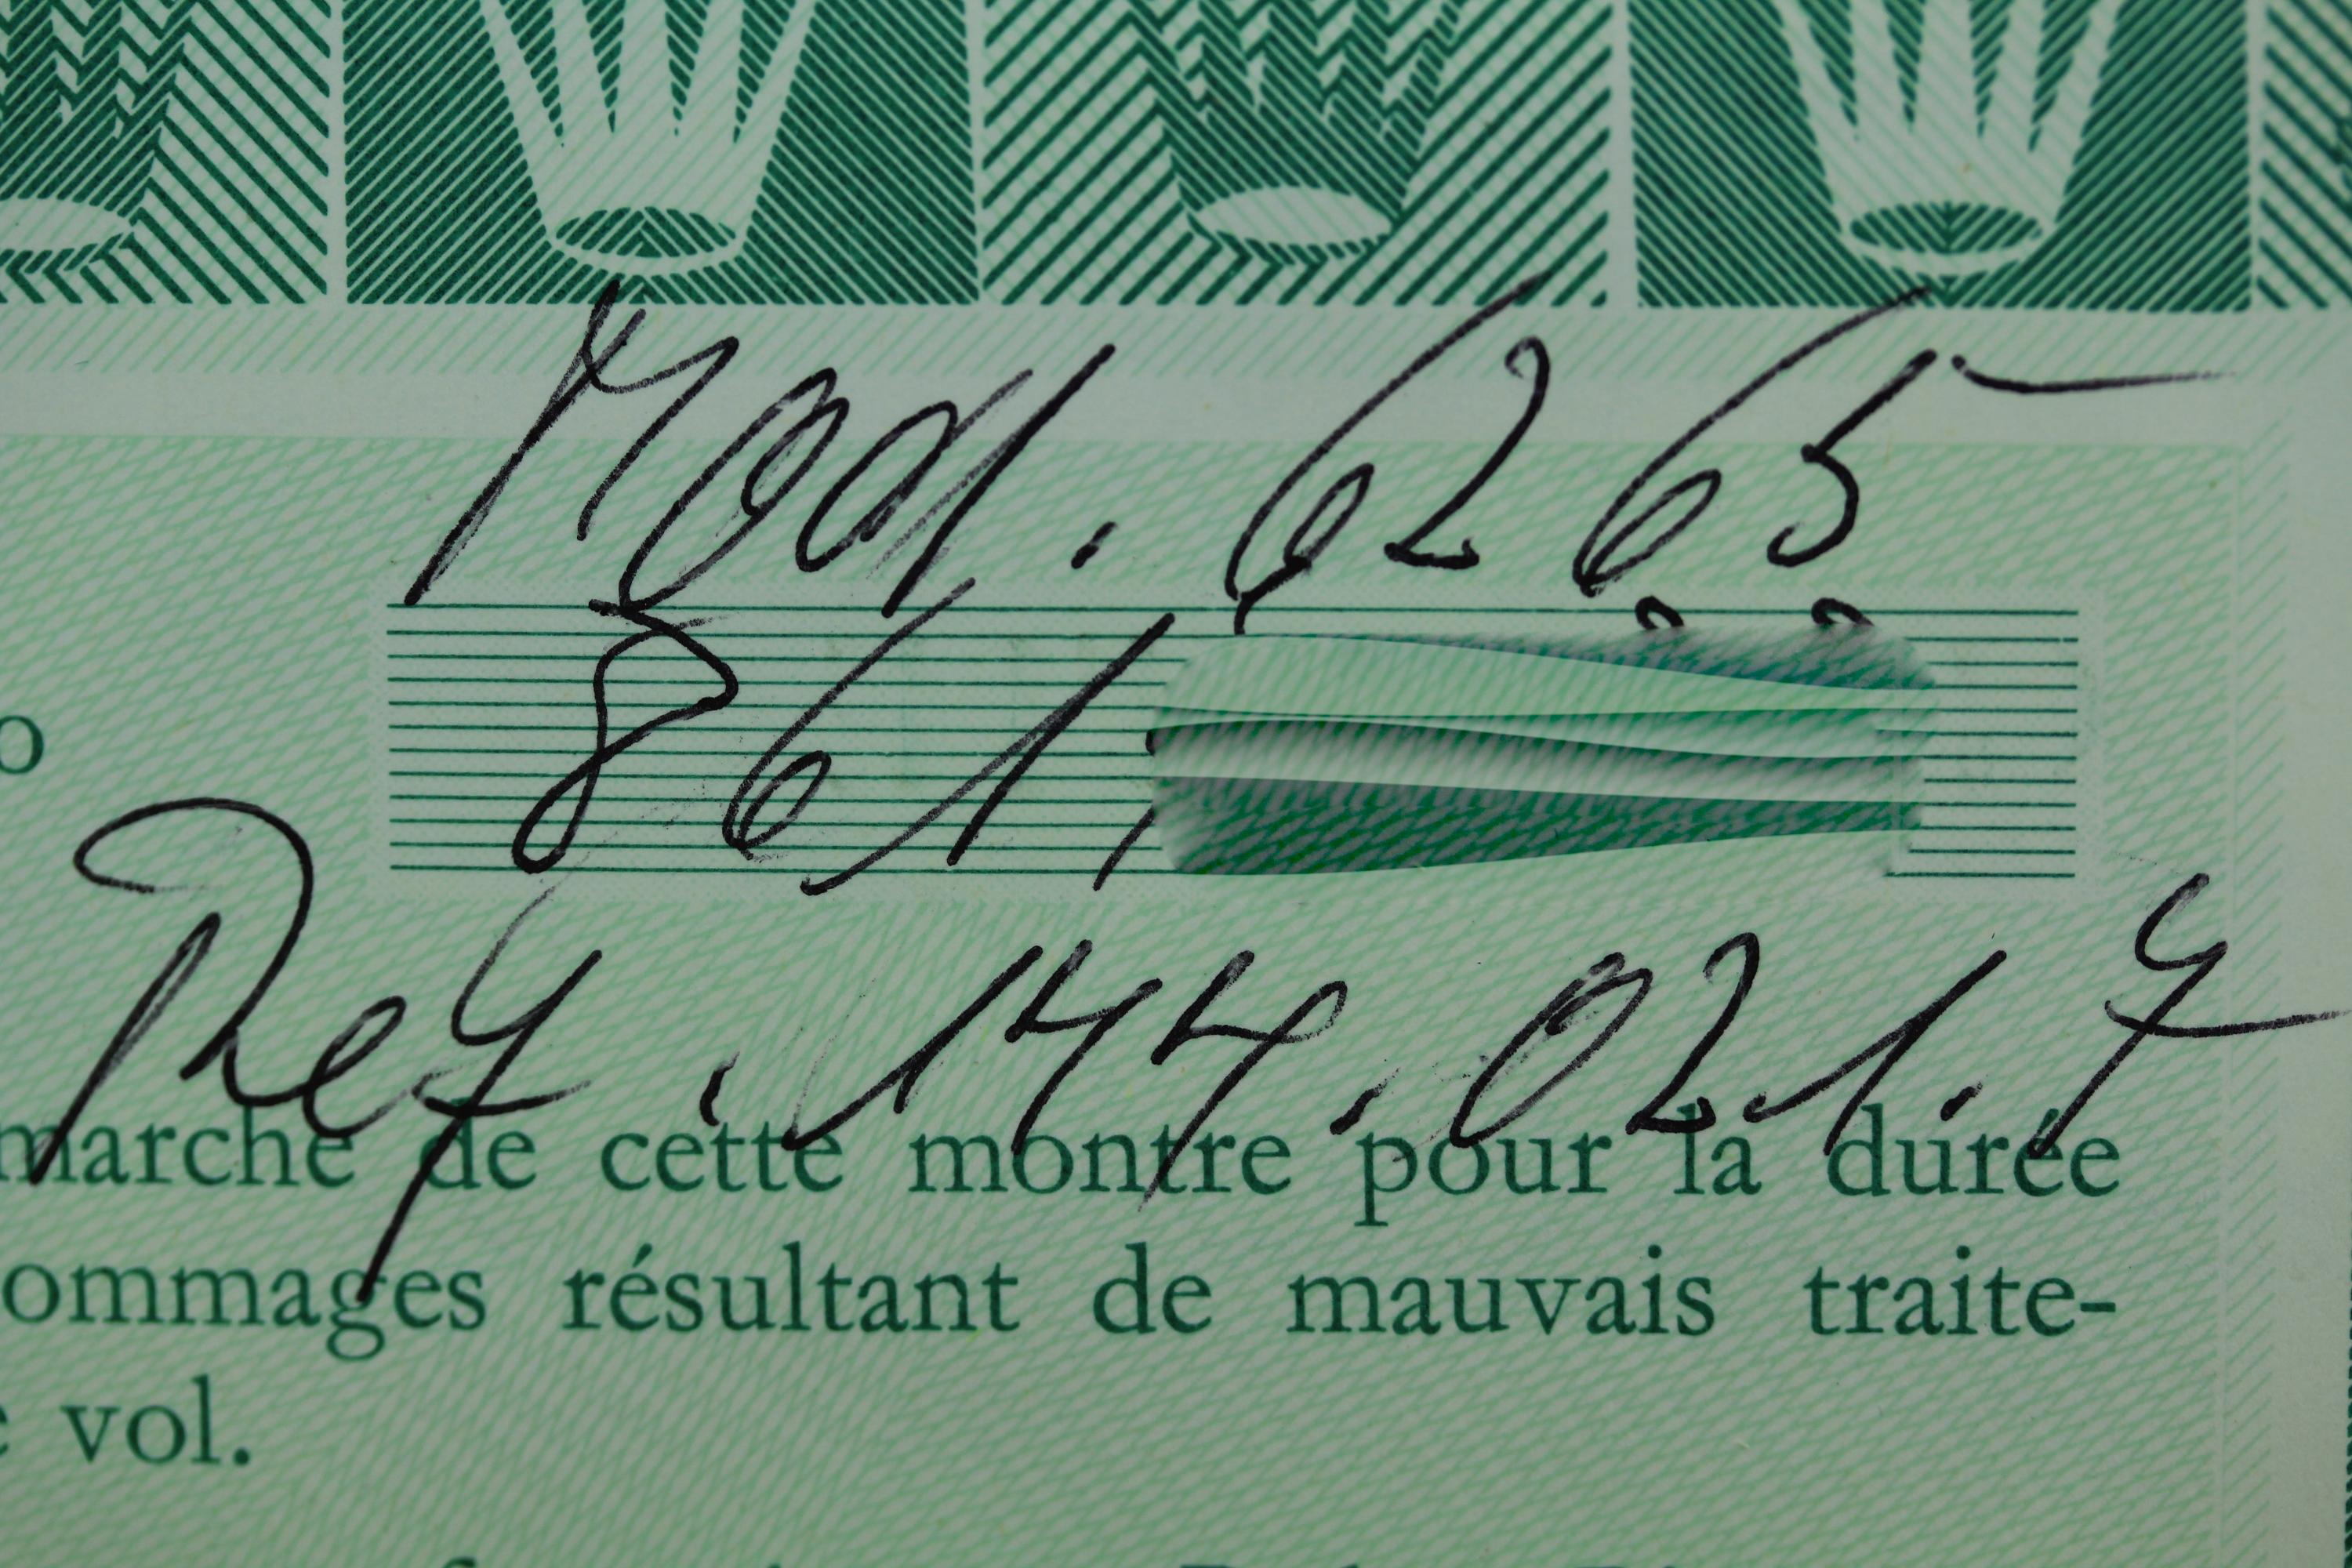 Mod. 6265
861
o
Ref. 144.021.7
marche de cette montre pour la durée
ommages résultant de mauvais traite-
vol.